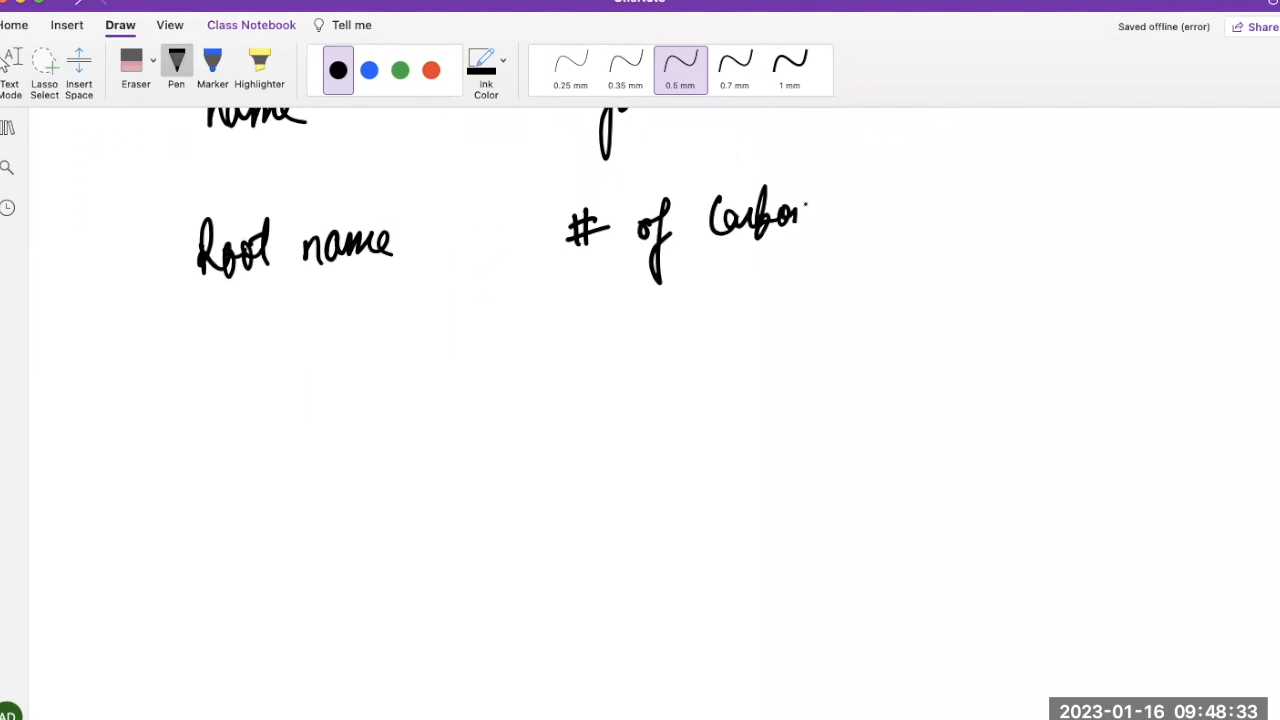 Home Insert Draw View Class Notebook Tell me Saved offline (error) Share
Text Mode Lasso Select Insert Space Eraser Pen Marker Highlighter Ink Color 0.25 mm 0.35 mm 0.5 mm 0.7 mm 1 mm
name
Root name # of Carbon
AD
2023-01-16 09:48:33